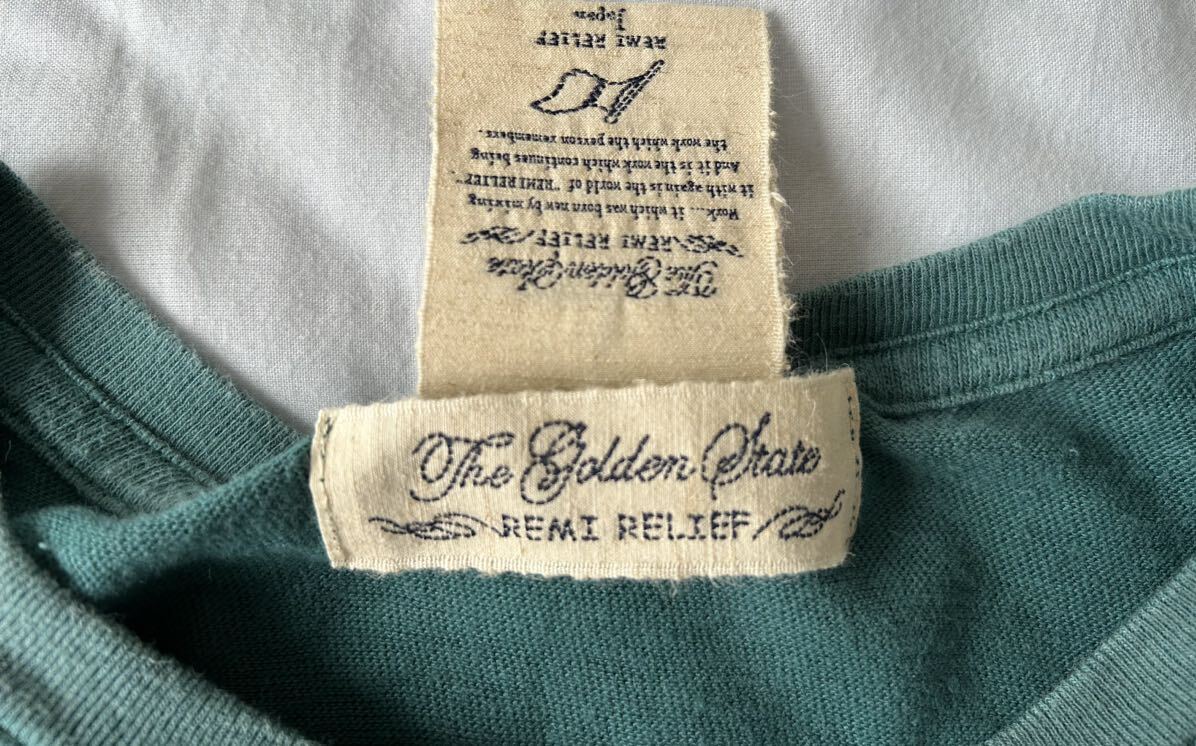 The Golden State
REMI RELIEF
The Golden State
REMI RELIEF
Work.... it which was born new by mixing
it with again is the world of "REMI RELIEF".
And it is the work which continues being
the work which the person remembers.
REMI RELIEF
Japan